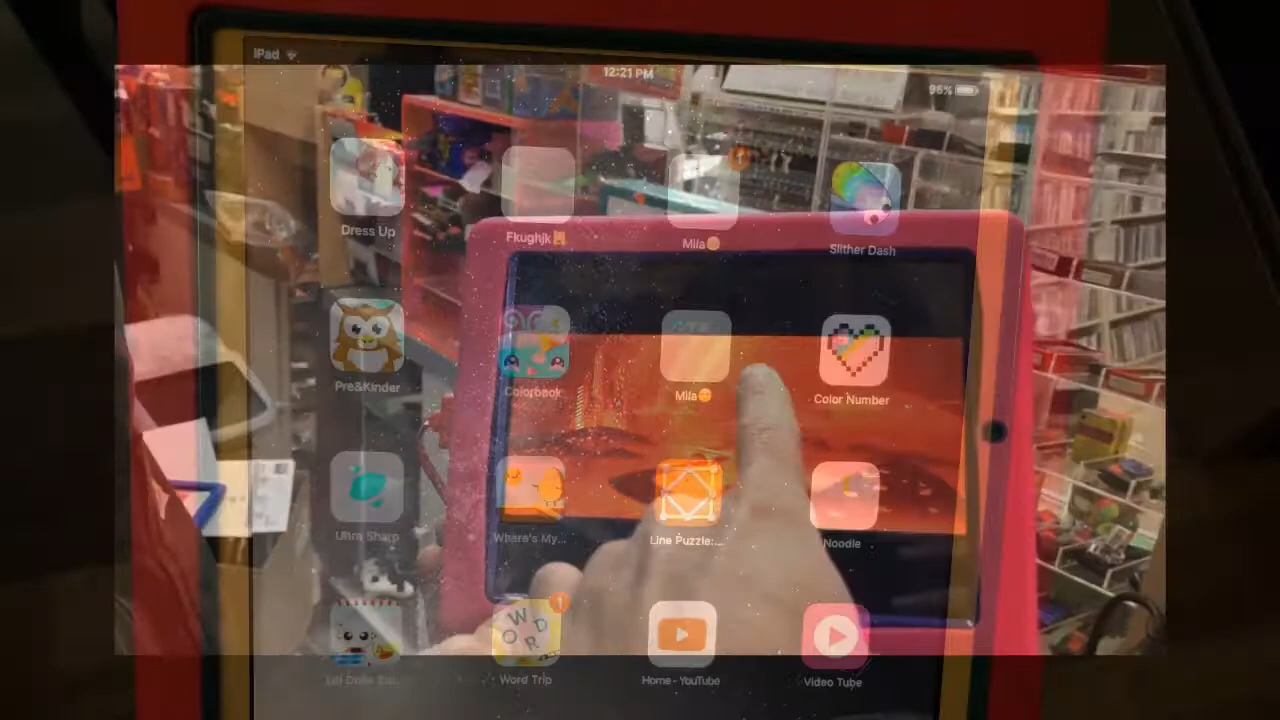 iPad
12:21 PM
96%
Dress Up
Fkughjk
Mila
Slither Dash
Pre&Kinder
Colorbook
Mila
Color Number
Ultra Sharp
Where's My...
Line Puzzle:...
Noodle
WORD
Word Trip
Home - YouTube
Video Tube